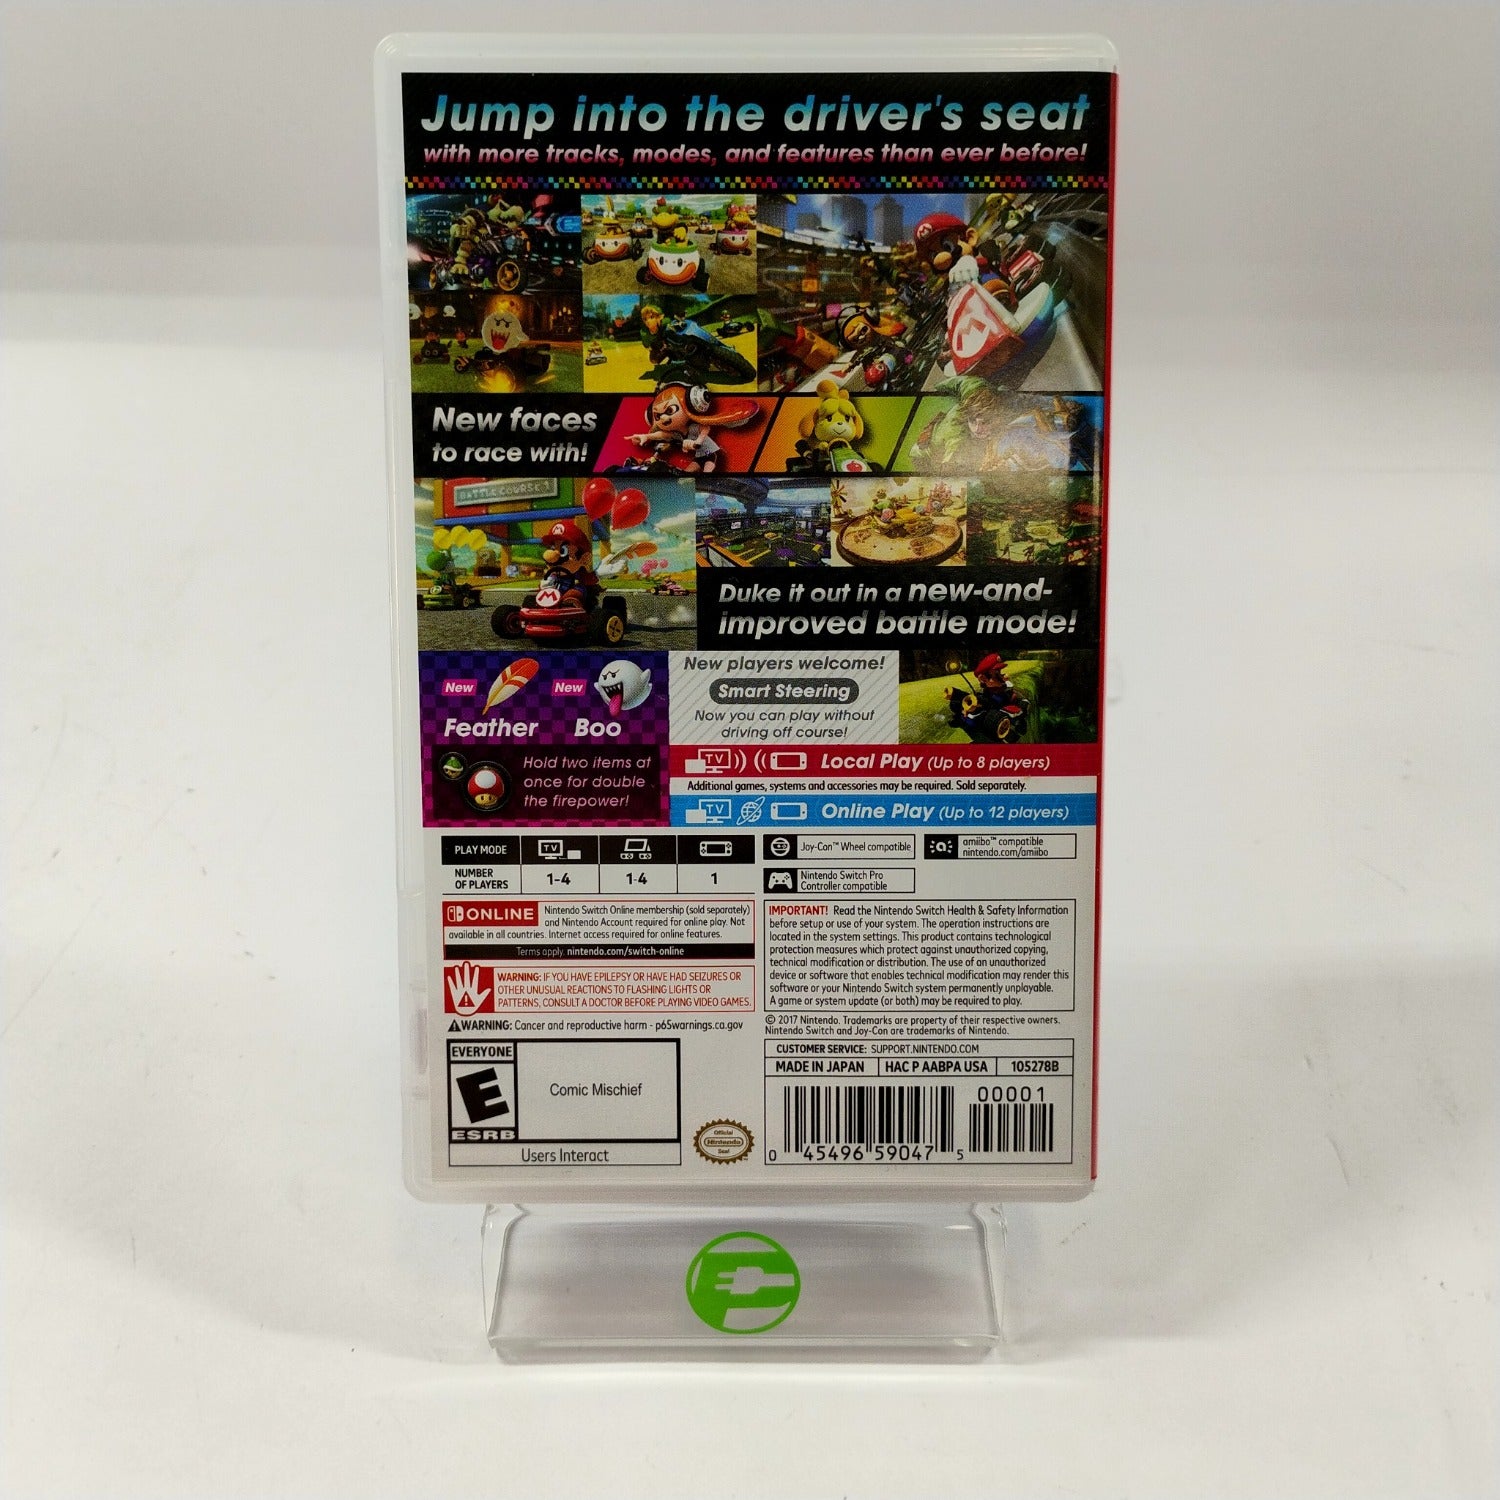 Jump into the driver's seat
with more tracks, modes, and features than ever before!
New faces
to race with!
BATTLE COURSE 1
Duke it out in a new-and-
improved battle mode!
New
Feather
New
Boo
Hold two items at
once for double
the firepower!
New players welcome!
Smart Steering
Now you can play without
driving off course!
TV Local Play (Up to 8 players)
Additional games, systems and accessories may be required. Sold separately.
TV Online Play (Up to 12 players)
PLAY MODE TV
NUMBER
OF PLAYERS
1-4 1-4 1
Joy-Con™ Wheel compatible
amiibo™ compatible
nintendo.com/amiibo
Nintendo Switch Pro
Controller compatible
ONLINE Nintendo Switch Online membership (sold separately)
and Nintendo Account required for online play. Not
available in all countries. Internet access required for online features.
Terms apply. nintendo.com/switch-online
WARNING: IF YOU HAVE EPILEPSY OR HAVE HAD SEIZURES OR
OTHER UNUSUAL REACTIONS TO FLASHING LIGHTS OR
PATTERNS, CONSULT A DOCTOR BEFORE PLAYING VIDEO GAMES.
WARNING: Cancer and reproductive harm - p65warnings.ca.gov
IMPORTANT! Read the Nintendo Switch Health & Safety Information
before setup or use of your system. The operation instructions are
located in the system settings. This product contains technological
protection measures which protect against unauthorized copying,
technical modification or distribution. The use of an unauthorized
device or software that enables technical modification may render this
software or your Nintendo Switch system permanently unplayable.
A game or system update (or both) may be required to play.
© 2017 Nintendo. Trademarks are property of their respective owners.
Nintendo Switch and Joy-Con are trademarks of Nintendo.
EVERYONE
E
ESRB
Comic Mischief
Users Interact
Official
Nintendo
Seal
CUSTOMER SERVICE: SUPPORT.NINTENDO.COM
MADE IN JAPAN HAC P AABPA USA 105278B
00001
0 45496 59047 5